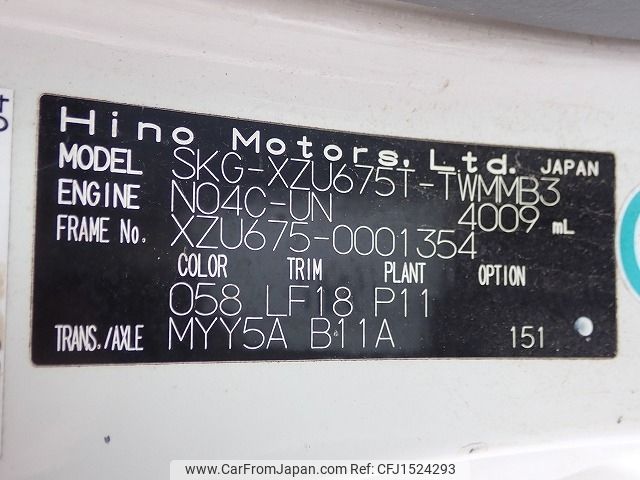 Hino Motors, Ltd. JAPAN
MODEL SKG-XZU675T-TWMMB3
ENGINE N04C-UN 4009 mL
FRAME No. XZU675-0001354
COLOR TRIM PLANT OPTION
058 LF18 P11
TRANS./AXLE MYY5A B11A 151
www.CarFromJapan.com | Ref. No: CFJ1524293